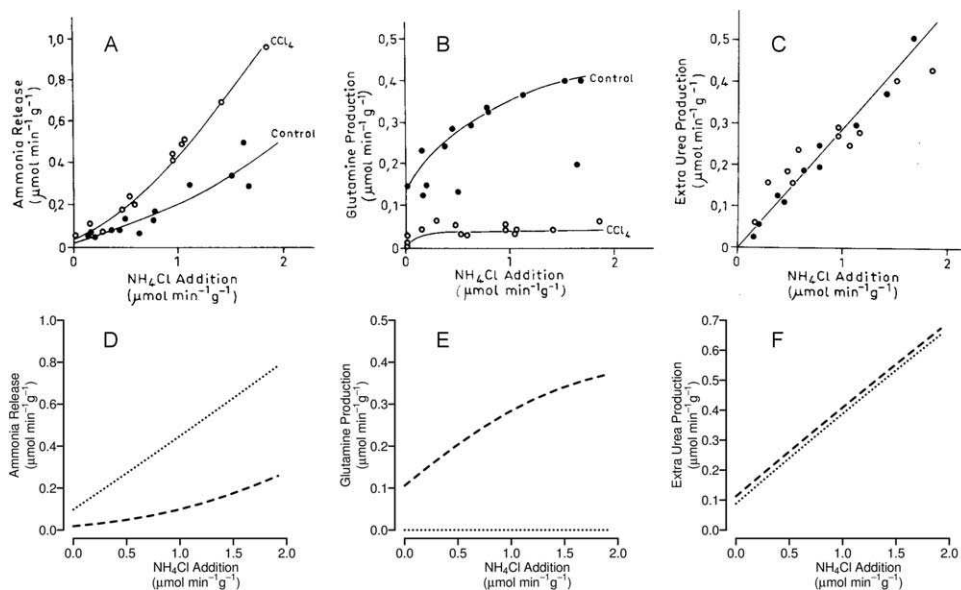 A
Ammonia Release
(μmol min⁻¹ g⁻¹)
1,0
0,8
0,6
0,4
0,2
0
0
1
2
CCl₄
Control
NH₄Cl Addition
(μmol min⁻¹g⁻¹)
B
Glutamine Production
(μmol min⁻¹g⁻¹)
0,5
0,4
0,3
0,2
0,1
0
0
1
2
Control
CCl₄
NH₄Cl Addition
(μmol min⁻¹g⁻¹)
C
Extra Urea Production
(μmol min⁻¹ g⁻¹)
0,5
0,4
0,3
0,2
0,1
0
0
1
2
NH₄Cl Addition
(μmol min⁻¹g⁻¹)
D
Ammonia Release
(μmol min⁻¹g⁻¹)
1.0
0.8
0.6
0.4
0.2
0.0
0.0
0.5
1.0
1.5
2.0
NH₄Cl Addition
(μmol min⁻¹g⁻¹)
E
Glutamine Production
(μmol min⁻¹g⁻¹)
0.5
0.4
0.3
0.2
0.1
0.0
0.0
0.5
1.0
1.5
2.0
NH₄Cl Addition
(μmol min⁻¹g⁻¹)
F
Extra Urea Production
(μmol min⁻¹g⁻¹)
0.7
0.6
0.5
0.4
0.3
0.2
0.1
0.0
0.0
0.5
1.0
1.5
2.0
NH₄Cl Addition
(μmol min⁻¹g⁻¹)